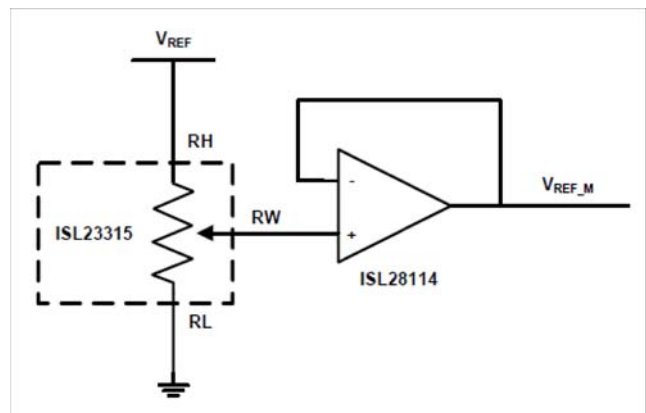 V_REF
RH
-
V_REF_M
ISL23315
RW
+
ISL28114
RL